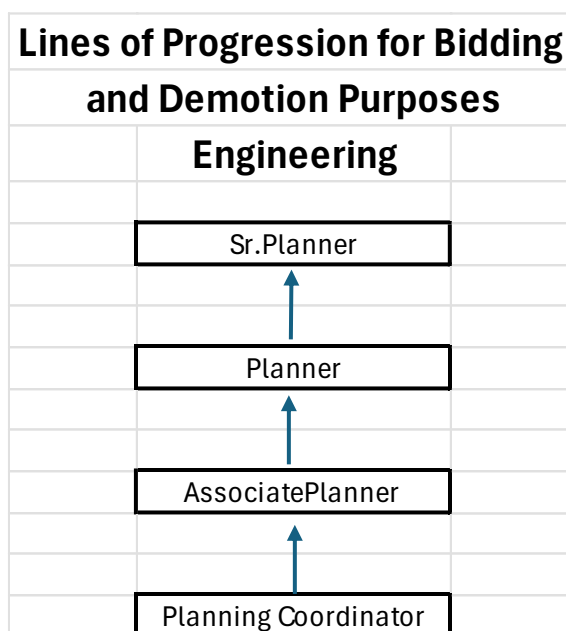 Lines of Progression for Bidding
and Demotion Purposes
Engineering
Sr.Planner
Planner
AssociatePlanner
Planning Coordinator